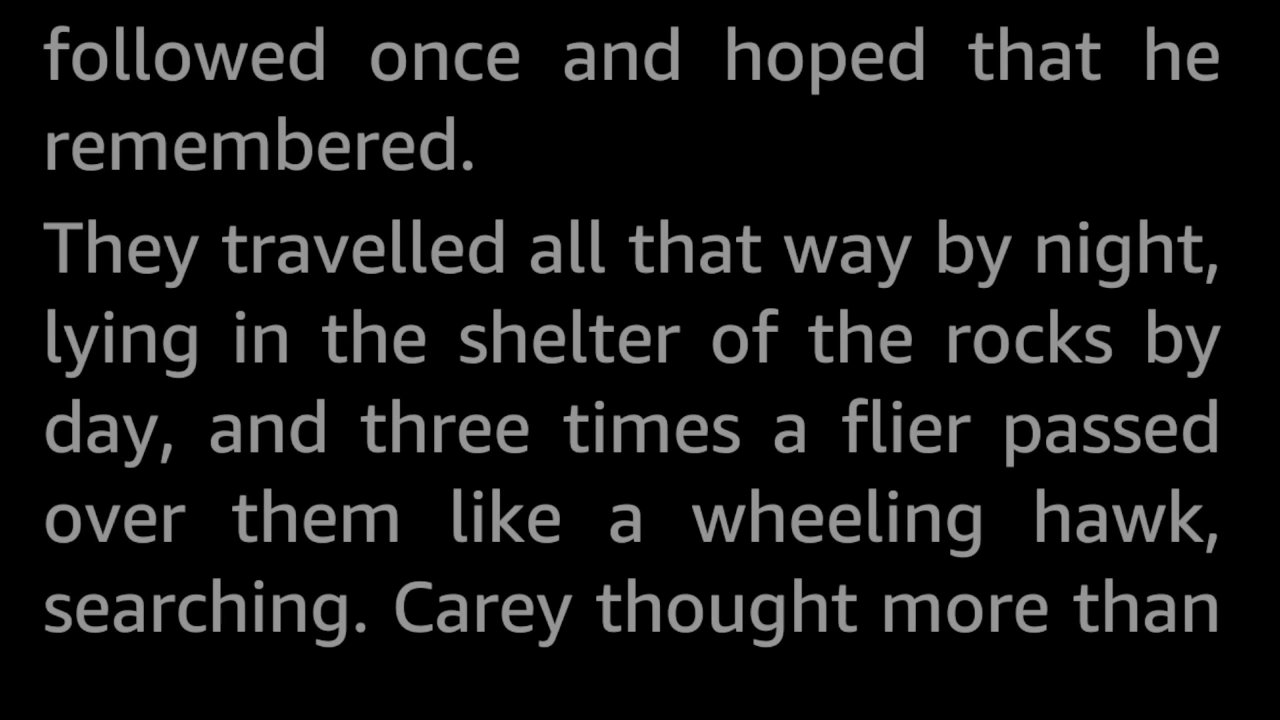 followed once and hoped that he
remembered.
They travelled all that way by night,
lying in the shelter of the rocks by
day, and three times a flier passed
over them like a wheeling hawk,
searching. Carey thought more than